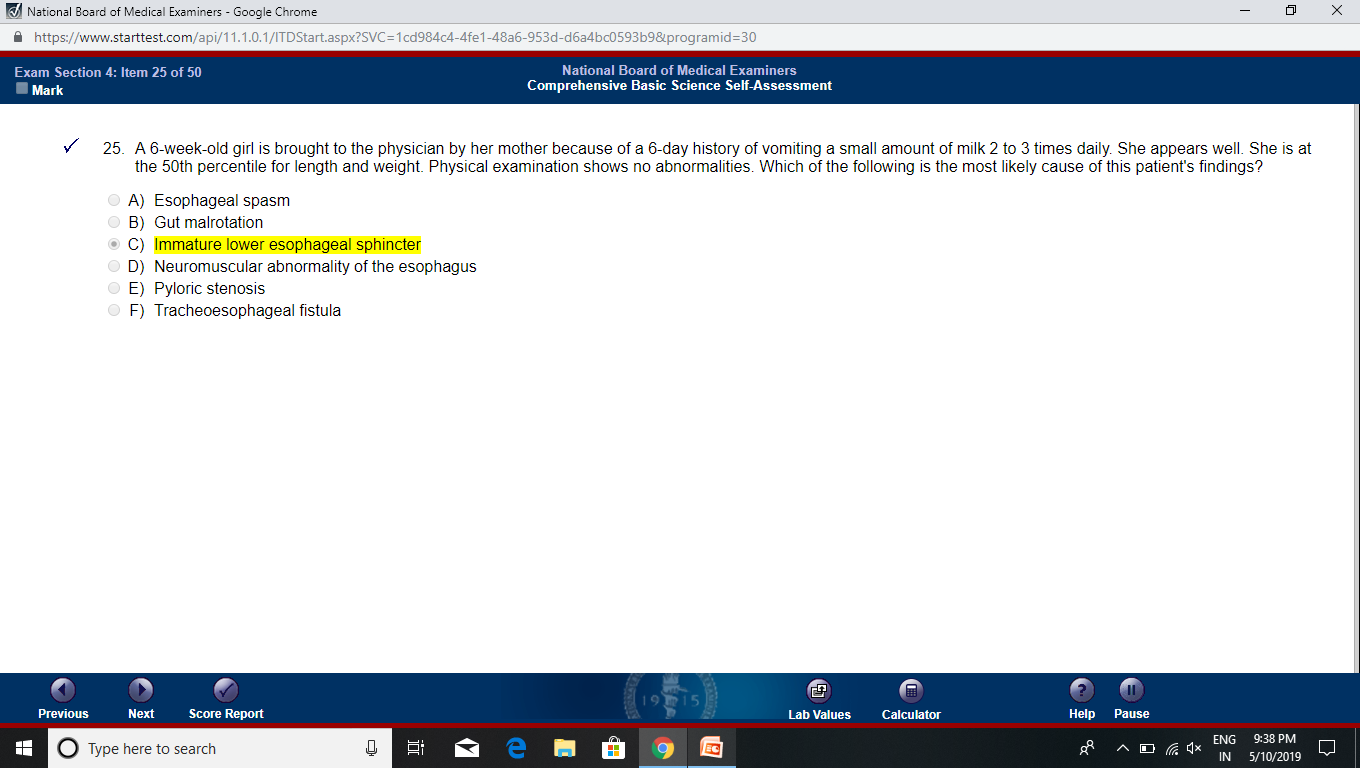 National Board of Medical Examiners - Google Chrome
https://www.starttest.com/api/11.1.0.1/ITDStart.aspx?SVC=1cd984c4-4fe1-48a6-953d-d6a4bc0593b9&programid=30
Exam Section 4: Item 25 of 50
National Board of Medical Examiners
Mark
Comprehensive Basic Science Self-Assessment
25. A 6-week-old girl is brought to the physician by her mother because of a 6-day history of vomiting a small amount of milk 2 to 3 times daily. She appears well. She is at
the 50th percentile for length and weight. Physical examination shows no abnormalities. Which of the following is the most likely cause of this patient's findings?
A) Esophageal spasm
B) Gut malrotation
C) Immature lower esophageal sphincter
D) Neuromuscular abnormality of the esophagus
E) Pyloric stenosis
F) Tracheoesophageal fistula
19 15
Previous Next Score Report Lab Values Calculator Help Pause
Type here to search
ENG 9:38 PM
IN 5/10/2019